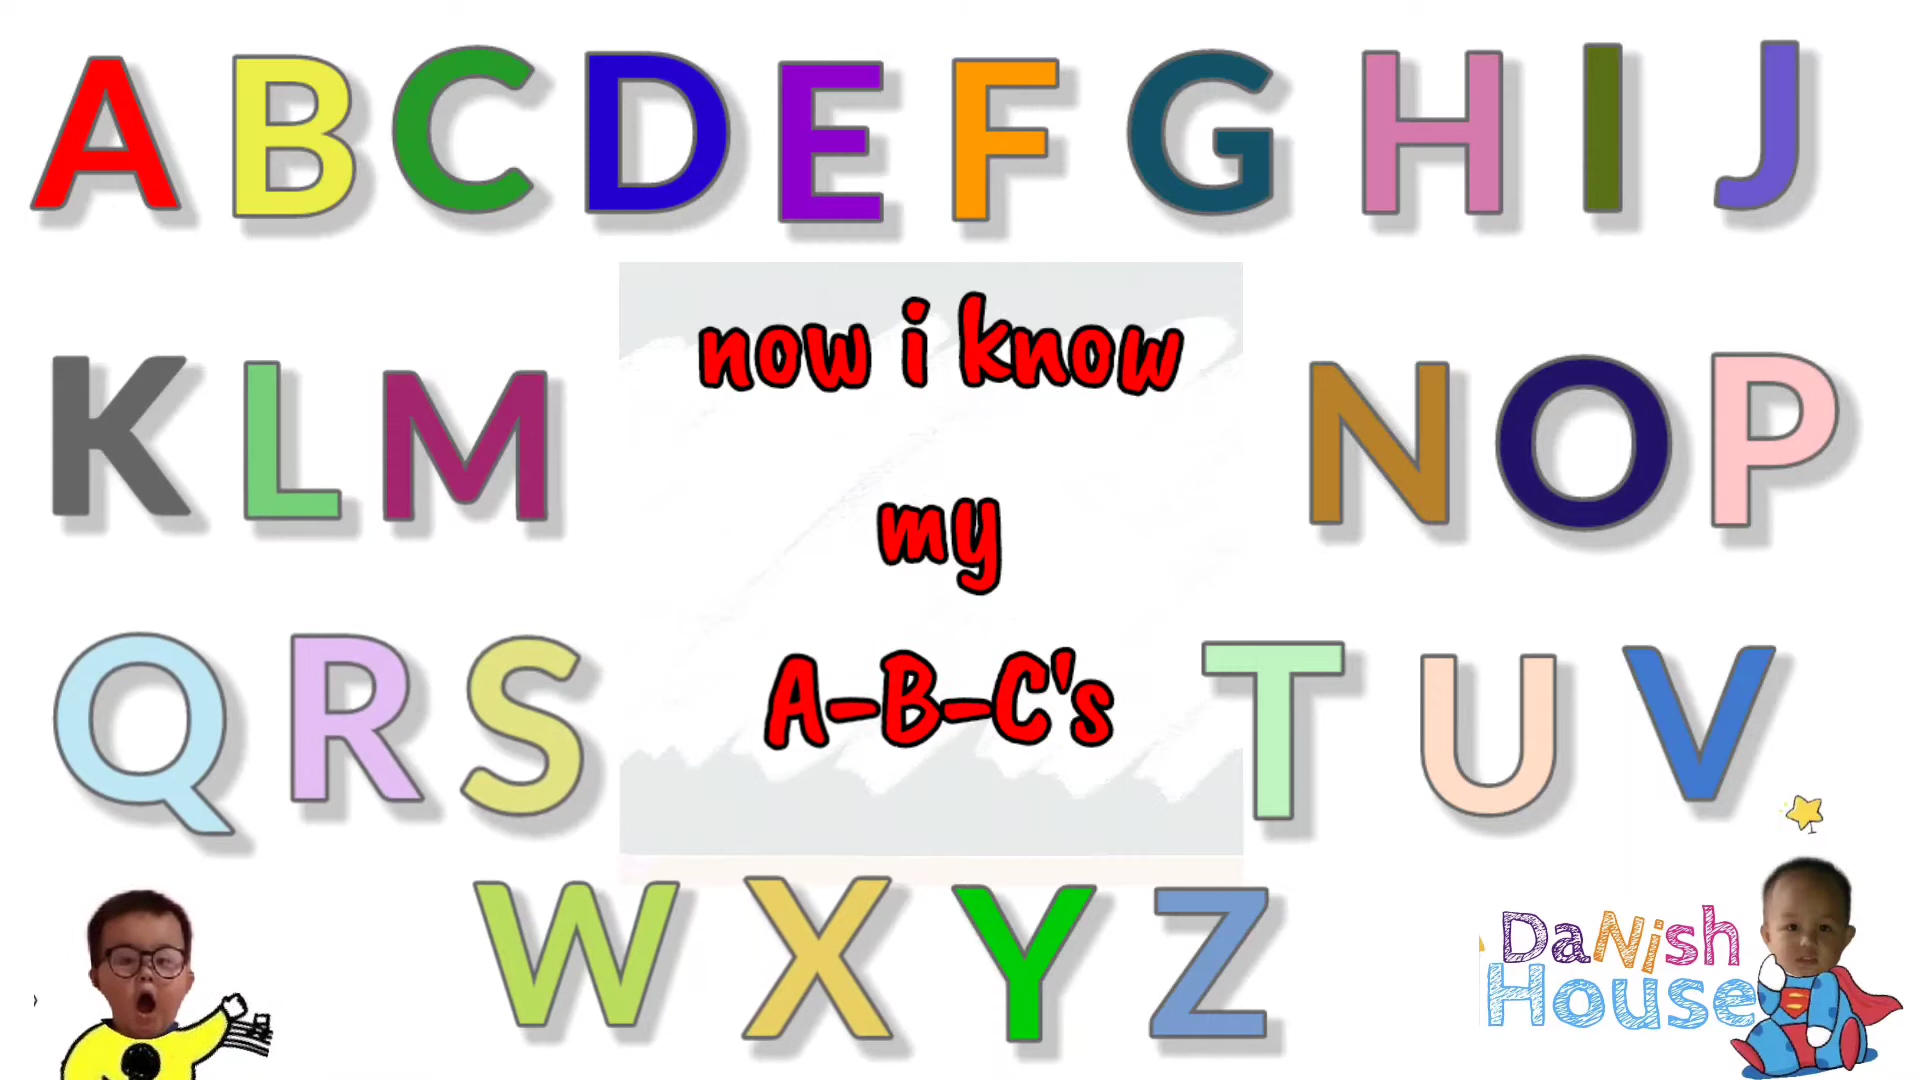 A B C D E F G H I J
now i know
K L M
N O P
my
A-B-C's
Q R S
T U V
W X Y Z
DaNish
House